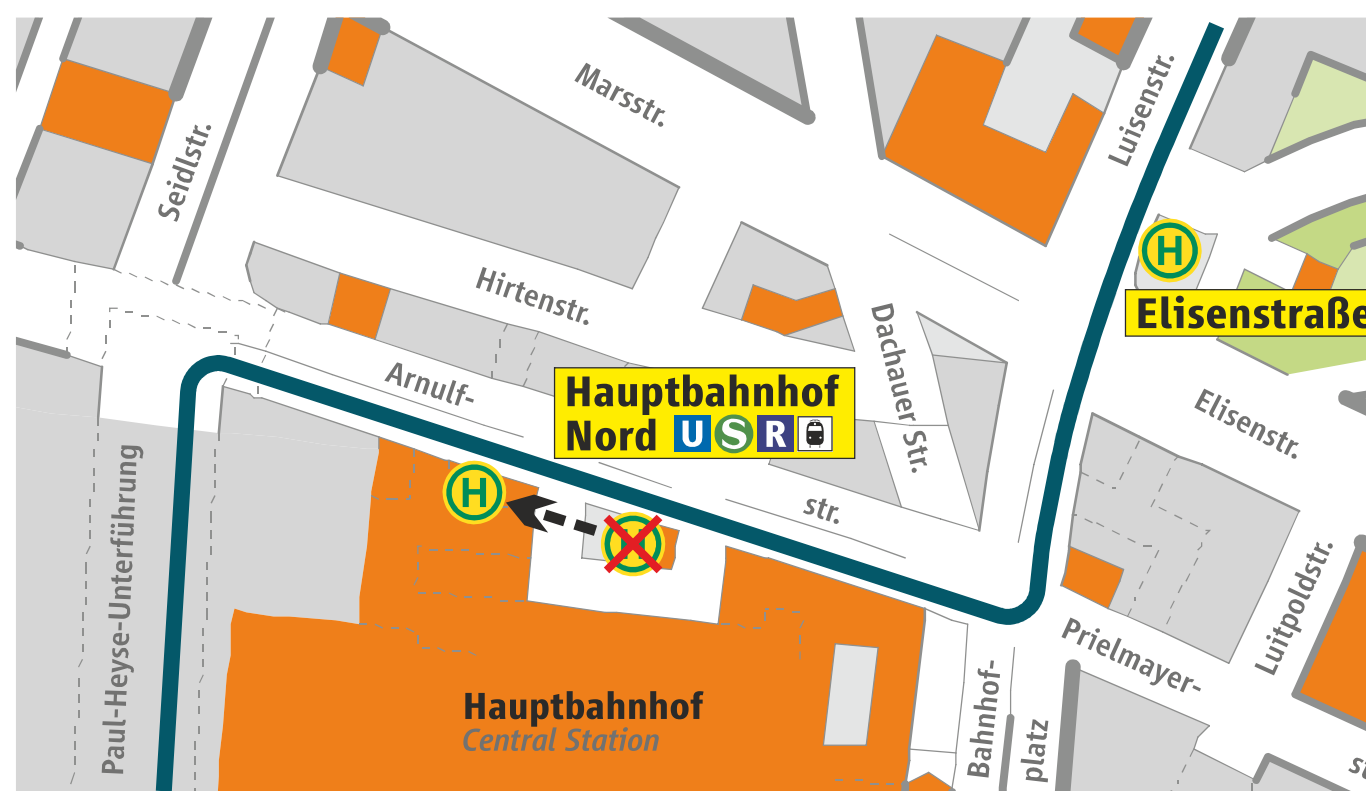 Marsstr.
Luisenstr.
Seidlstr.
H
Elisenstraße
Hirtenstr.
Dachauer Str.
Arnulf-
Hauptbahnhof
Nord U S R
Elisenstr.
H
str.
H
Paul-Heyse-Unterführung
Luitpoldstr.
Prielmayer-
Hauptbahnhof
Central Station
Bahnhof-
platz
st